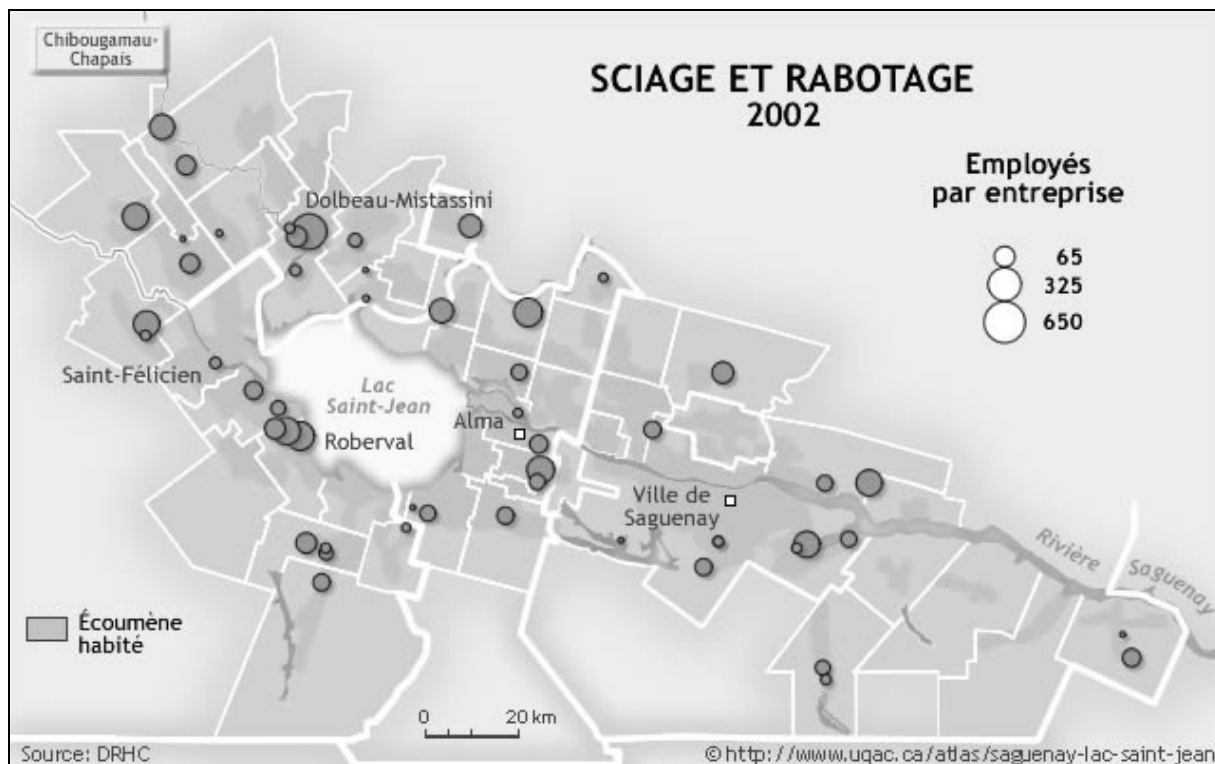 Chibougamau-
Chapais
SCIAGE ET RABOTAGE
2002
Employés
par entreprise
65
325
650
Dolbeau-Mistassini
Saint-Félicien
Lac
Saint-Jean
Alma
Roberval
Ville de
Saguenay
Rivière
Saguenay
Écoumène
habité
0 20 km
Source: DRHC
©http://www.uqac.ca/atlas/saguenay-lac-saint-jean